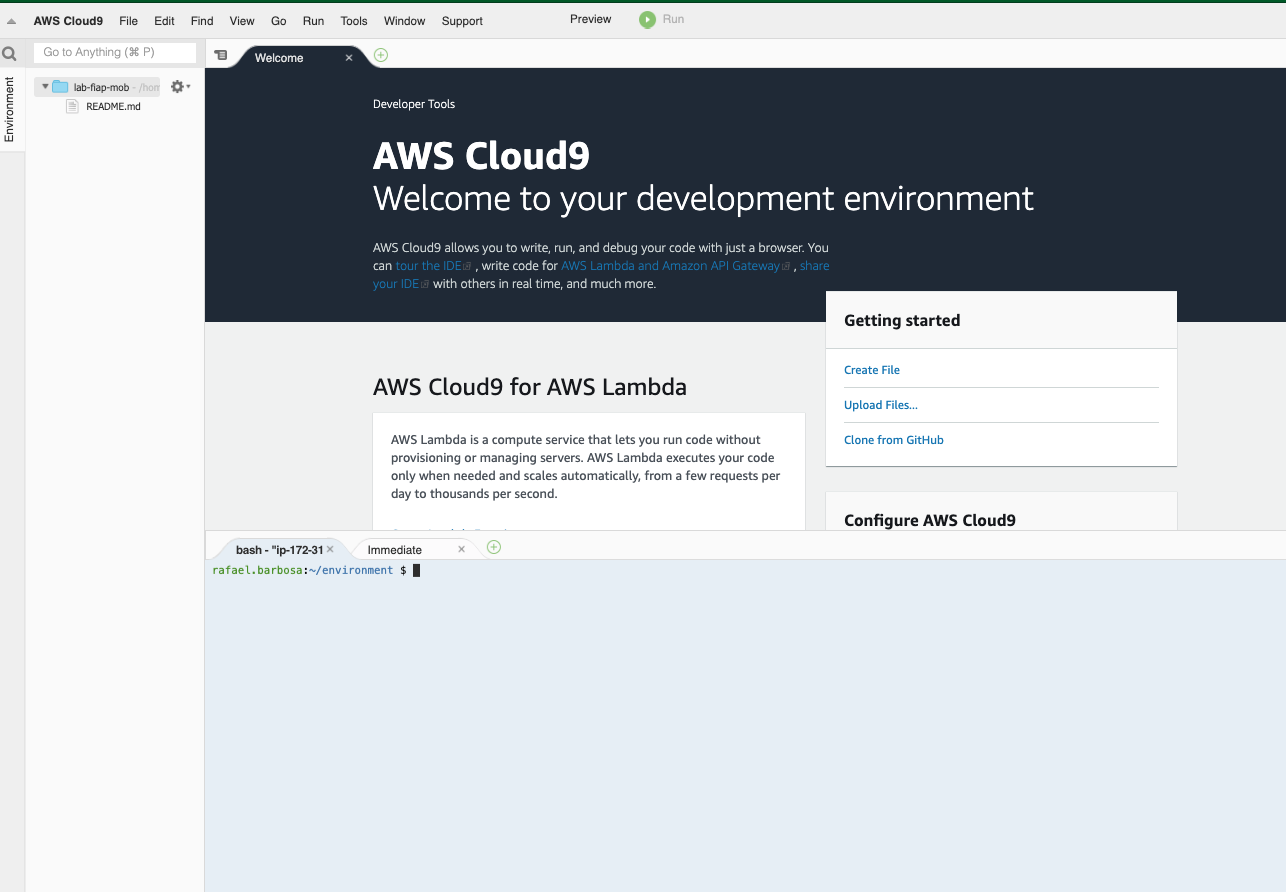 AWS Cloud9 File Edit Find View Go Run Tools Window Support Preview Run
Go to Anything (⌘ P)
Environment
lab-fiap-mob - /hom
README.md
Welcome
Developer Tools
AWS Cloud9
Welcome to your development environment
AWS Cloud9 allows you to write, run, and debug your code with just a browser. You
can tour the IDE , write code for AWS Lambda and Amazon API Gateway , share
your IDE with others in real time, and much more.
Getting started
Create File
Upload Files...
Clone from GitHub
AWS Cloud9 for AWS Lambda
AWS Lambda is a compute service that lets you run code without
provisioning or managing servers. AWS Lambda executes your code
only when needed and scales automatically, from a few requests per
day to thousands per second.
Configure AWS Cloud9
bash - "ip-172-31 Immediate
rafael.barbosa:~/environment $